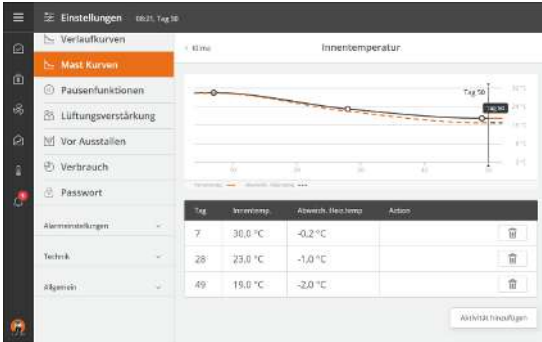 Einstellungen 08:21, Tag 50
Verlaufkurven
Mast Kurven
Pausenfunktionen
Lüftungsverstärkung
Vor Ausstallen
Verbrauch
Passwort
Alarmeinstellungen
Technik
Allgemein
‹ Klima
Innentemperatur
Tag 50
Tag Innentemp. Abweich. Heiz.temp Action
7 30,0 °C -0,2 °C
28 23,0 °C -1,0 °C
49 19,0 °C -2,0 °C
Aktivität hinzufügen